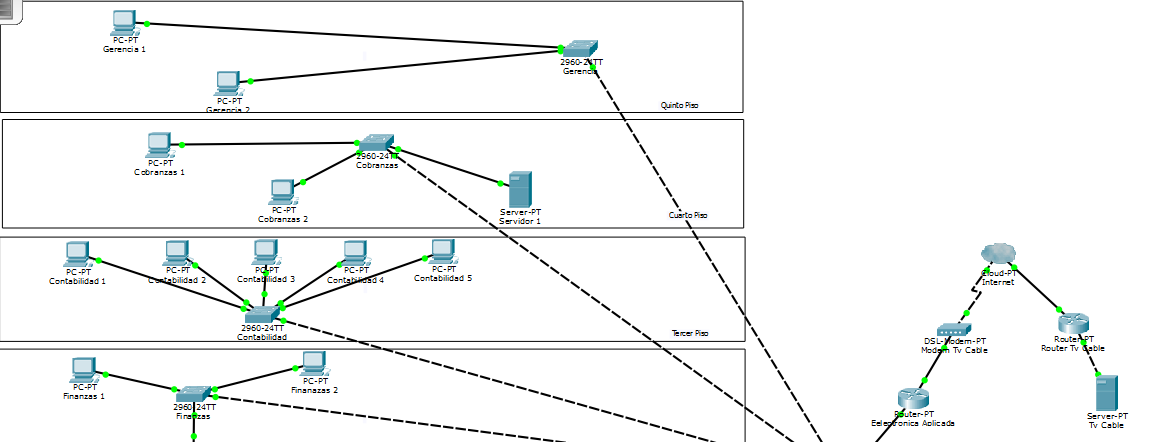 PC-PT
Gerencia 1
2960-24TT
Gerencia
PC-PT
Gerencia 2
Quinto Piso
PC-PT
Cobranzas 1
2960-24TT
Cobranzas
PC-PT
Cobranzas 2
Server-PT
Servidor 1
Cuarto Piso
PC-PT
Contabilidad 1
PC-PT
Contabilidad 2
PC-PT
Contabilidad 3
PC-PT
Contabilidad 4
PC-PT
Contabilidad 5
2960-24TT
Contabilidad
Tercer Piso
PC-PT
Finanzas 1
2960-24TT
Finanzas
PC-PT
Finanazas 2
Cloud-PT
Internet
DSL-Modem-PT
Modem Tv Cable
Router-PT
Router Tv Cable
Router-PT
Eelectronica Aplicada
Server-PT
Tv Cable